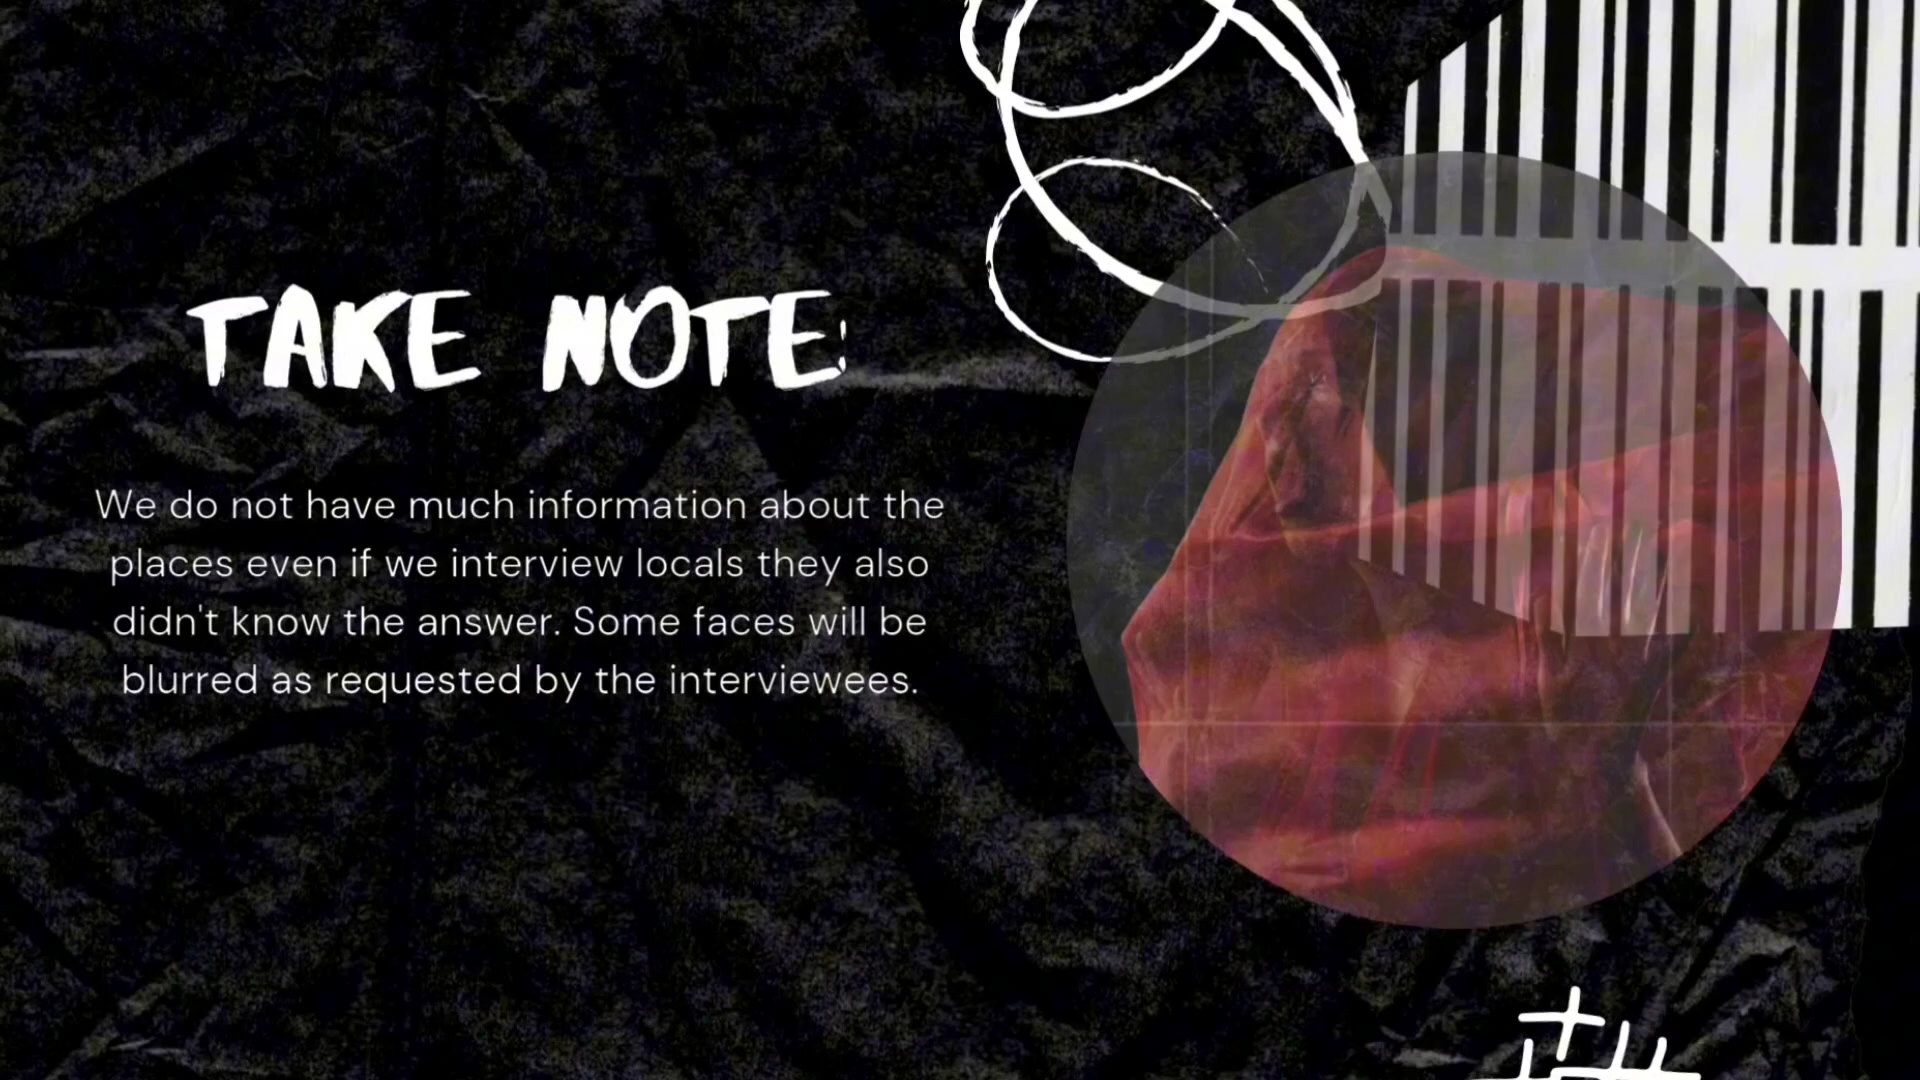 TAKE NOTE:
We do not have much information about the
places even if we interview locals they also
didn't know the answer. Some faces will be
blurred as requested by the interviewees.